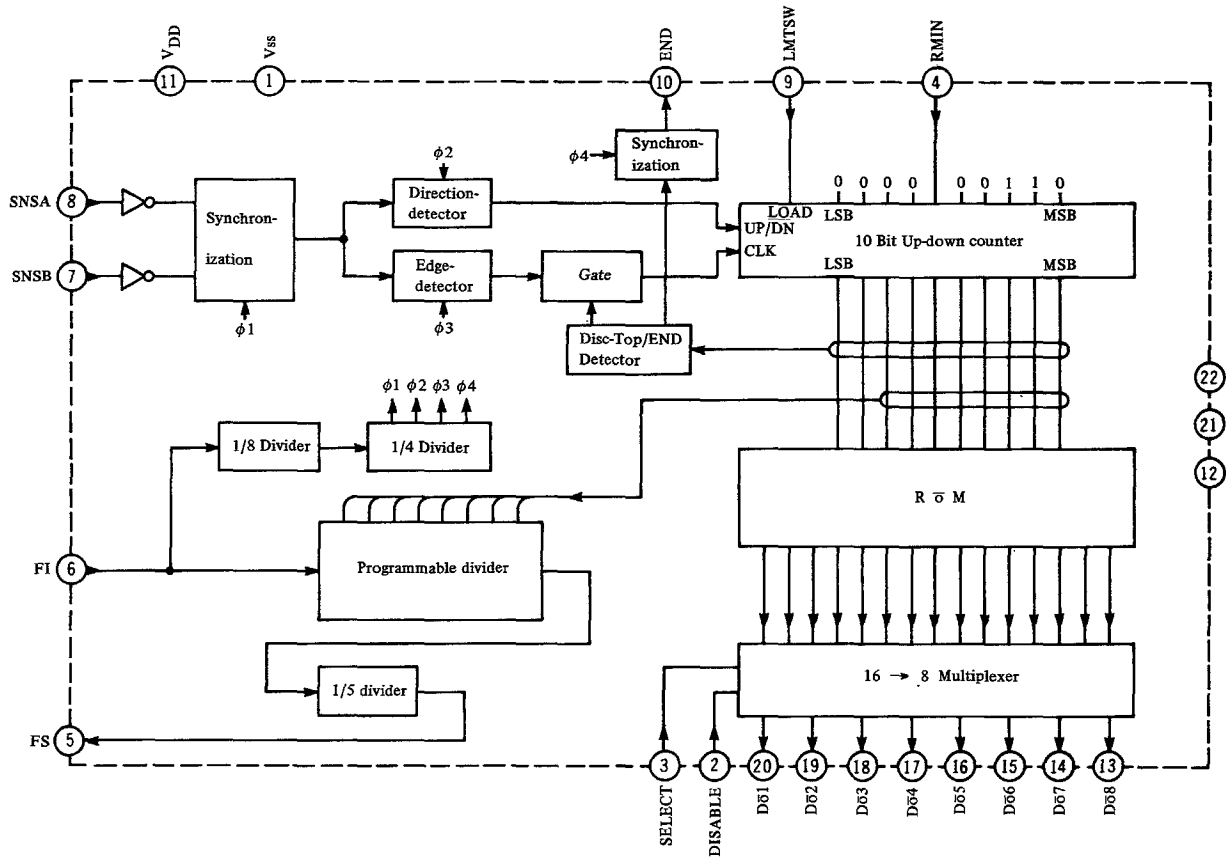 VDD
Vss
END
LMTSW
RMIN
11
1
10
9
4
φ4
Synchron-
ization
φ2
SNSA
8
Synchron-
ization
Direction-
detector
0 0 0 0 0 0 1 1 0
LOAD
LSB
MSB
UP/DN
10 Bit Up-down counter
CLK
LSB
MSB
SNSB
7
Edge-
detector
Gate
φ1
φ3
Disc-Top/END
Detector
22
21
12
φ1 φ2 φ3 φ4
1/8 Divider
1/4 Divider
R ō M
FI
6
Programmable divider
1/5 divider
16 → 8 Multiplexer
FS
5
3
2
20
19
18
17
16
15
14
13
SELECT
DISABLE
Dō1
Dō2
Dō3
Dō4
Dō5
Dō6
Dō7
Dō8